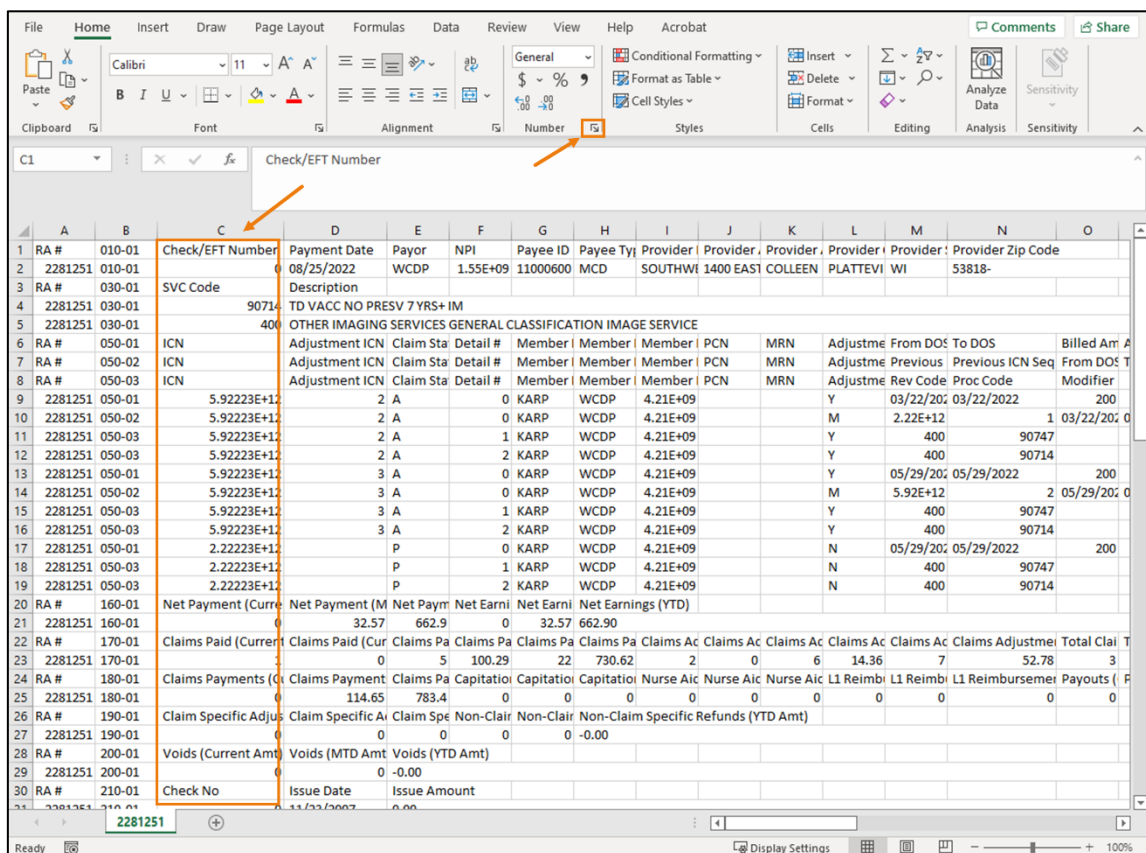 File Home Insert Draw Page Layout Formulas Data Review View Help Acrobat Comments Share
Calibri 11 General Conditional Formatting Insert
Paste B I U $ % Format as Table Delete Analyze Data Sensitivity
Cell Styles Format
Clipboard Font Alignment Number Styles Cells Editing Analysis Sensitivity
C1 fx Check/EFT Number
A B C D E F G H I J K L M N O
1 RA # 010-01 Check/EFT Number Payment Date Payor NPI Payee ID Payee Typ Provider Provider Provider Provider Provider Provider Zip Code
2 2281251 010-01 0 08/25/2022 WCDP 1.55E+09 11000600 MCD SOUTHWE 1400 EAST COLLEEN PLATTEVI WI 53818-
3 RA # 030-01 SVC Code Description
4 2281251 030-01 90714 TD VACC NO PRESV 7 YRS+ IM
5 2281251 030-01 400 OTHER IMAGING SERVICES GENERAL CLASSIFICATION IMAGE SERVICE
6 RA # 050-01 ICN Adjustment ICN Claim Sta Detail # Member Member Member PCN MRN Adjustme From DOS To DOS Billed Am A
7 RA # 050-02 ICN Adjustment ICN Claim Sta Detail # Member Member Member PCN MRN Adjustme Previous Previous ICN Seq From DOS T
8 RA # 050-03 ICN Adjustment ICN Claim Sta Detail # Member Member Member PCN MRN Adjustme Rev Code Proc Code Modifier
9 2281251 050-01 5.92223E+12 2 A 0 KARP WCDP 4.21E+09 Y 03/22/202 03/22/2022 200
10 2281251 050-02 5.92223E+12 2 A 0 KARP WCDP 4.21E+09 M 2.22E+12 1 03/22/202 0
11 2281251 050-03 5.92223E+12 2 A 1 KARP WCDP 4.21E+09 Y 400 90747
12 2281251 050-03 5.92223E+12 2 A 2 KARP WCDP 4.21E+09 Y 400 90714
13 2281251 050-01 5.92223E+12 3 A 0 KARP WCDP 4.21E+09 Y 05/29/202 05/29/2022 200
14 2281251 050-02 5.92223E+12 3 A 0 KARP WCDP 4.21E+09 M 5.92E+12 2 05/29/202 0
15 2281251 050-03 5.92223E+12 3 A 1 KARP WCDP 4.21E+09 Y 400 90747
16 2281251 050-03 5.92223E+12 3 A 2 KARP WCDP 4.21E+09 Y 400 90714
17 2281251 050-01 2.22223E+12 P 0 KARP WCDP 4.21E+09 N 05/29/202 05/29/2022 200
18 2281251 050-03 2.22223E+12 P 1 KARP WCDP 4.21E+09 N 400 90747
19 2281251 050-03 2.22223E+12 P 2 KARP WCDP 4.21E+09 N 400 90714
20 RA # 160-01 Net Payment (Curre Net Payment (M Net Paym Net Earni Net Earni Net Earnings (YTD)
21 2281251 160-01 0 32.57 662.9 0 32.57 662.90
22 RA # 170-01 Claims Paid (Current Claims Paid (Cur Claims Pa Claims Pa Claims Pa Claims Pa Claims Ac Claims Ac Claims Ac Claims Ac Claims Ac Claims Adjustmer Total Clai T
23 2281251 170-01 1 0 5 100.29 22 730.62 2 0 6 14.36 7 52.78 3
24 RA # 180-01 Claims Payments (Cu Claims Payment Claims Pa Capitatio Capitatio Capitatio Nurse Aid Nurse Aid Nurse Aid L1 Reimb L1 Reimb L1 Reimbursemer Payouts ( P
25 2281251 180-01 0 114.65 783.4 0 0 0 0 0 0 0 0 0 0
26 RA # 190-01 Claim Specific Adjus Claim Specific A Claim Spe Non-Clair Non-Clair Non-Claim Specific Refunds (YTD Amt)
27 2281251 190-01 0 0 0 0 0 -0.00
28 RA # 200-01 Voids (Current Amt) Voids (MTD Amt Voids (YTD Amt)
29 2281251 200-01 0 0 -0.00
30 RA # 210-01 Check No Issue Date Issue Amount
31 2281251 210-01 0 11/23/2007 0.00
2281251
Ready Display Settings 100%